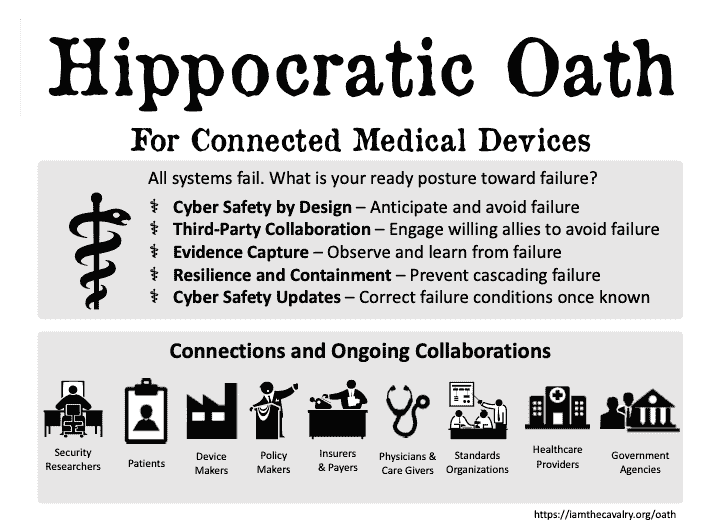 Hippocratic Oath
For Connected Medical Devices
All systems fail. What is your ready posture toward failure?
Cyber Safety by Design – Anticipate and avoid failure
Third-Party Collaboration – Engage willing allies to avoid failure
Evidence Capture – Observe and learn from failure
Resilience and Containment – Prevent cascading failure
Cyber Safety Updates – Correct failure conditions once known
Connections and Ongoing Collaborations
Security
Researchers
Patients
Device
Makers
Policy
Makers
Insurers
& Payers
Physicians &
Care Givers
Standards
Organizations
Healthcare
Providers
Government
Agencies
https://iamthecavalry.org/oath